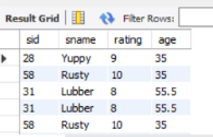 Result Grid Filter Rows:
sid sname rating age
28 Yuppy 9 35
58 Rusty 10 35
31 Lubber 8 55.5
31 Lubber 8 55.5
58 Rusty 10 35